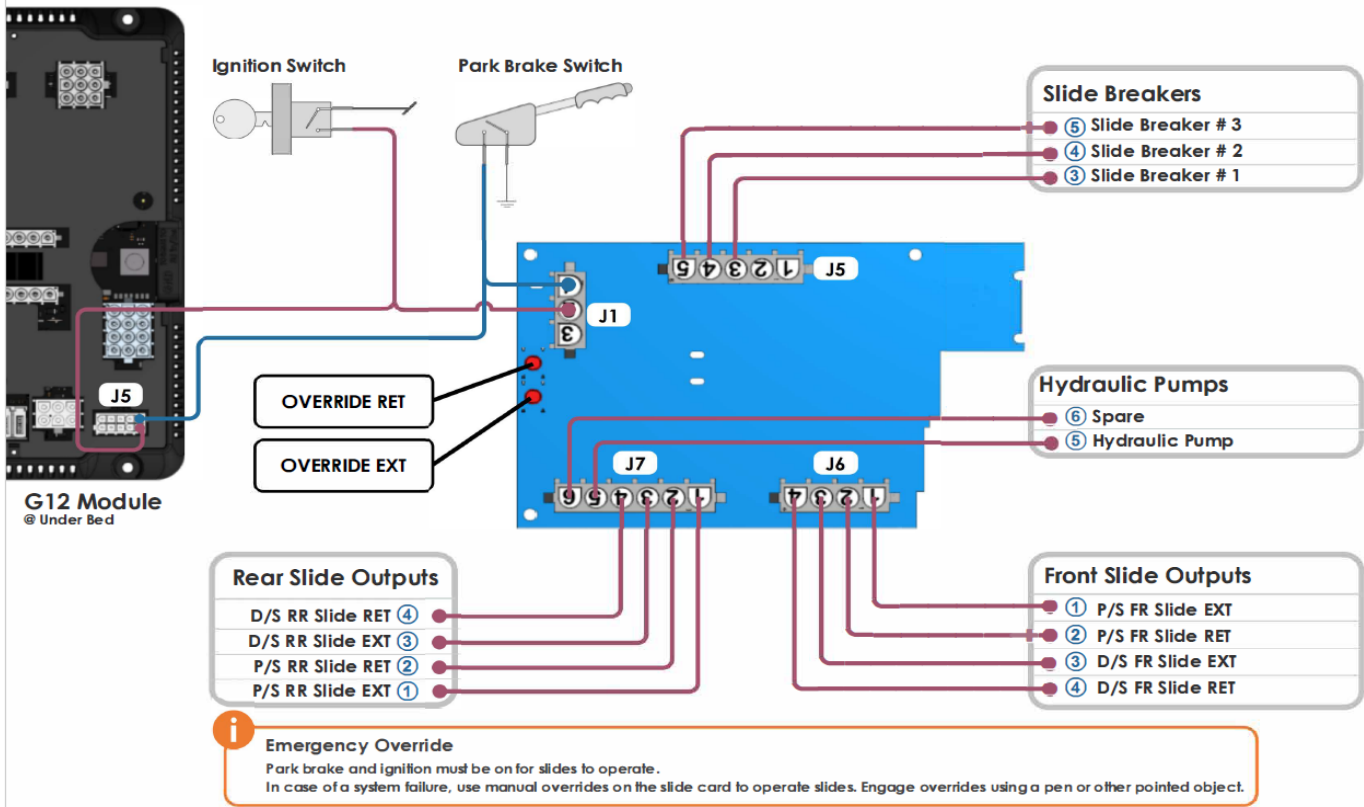 Ignition Switch
Park Brake Switch
Slide Breakers
⑤ Slide Breaker # 3
④ Slide Breaker # 2
③ Slide Breaker # 1
5 4 3 2 1
J5
J1
3
J5
OVERRIDE RET
OVERRIDE EXT
G12 Module
@ Under Bed
Hydraulic Pumps
⑥ Spare
⑤ Hydraulic Pump
J7
J6
6 5 4 3 2 1
4 3 2 1
Rear Slide Outputs
D/S RR Slide RET ④
D/S RR Slide EXT ③
P/S RR Slide RET ②
P/S RR Slide EXT ①
Front Slide Outputs
① P/S FR Slide EXT
② P/S FR Slide RET
③ D/S FR Slide EXT
④ D/S FR Slide RET
i
Emergency Override
Park brake and ignition must be on for slides to operate.
In case of a system failure, use manual overrides on the slide card to operate slides. Engage overrides using a pen or other pointed object.